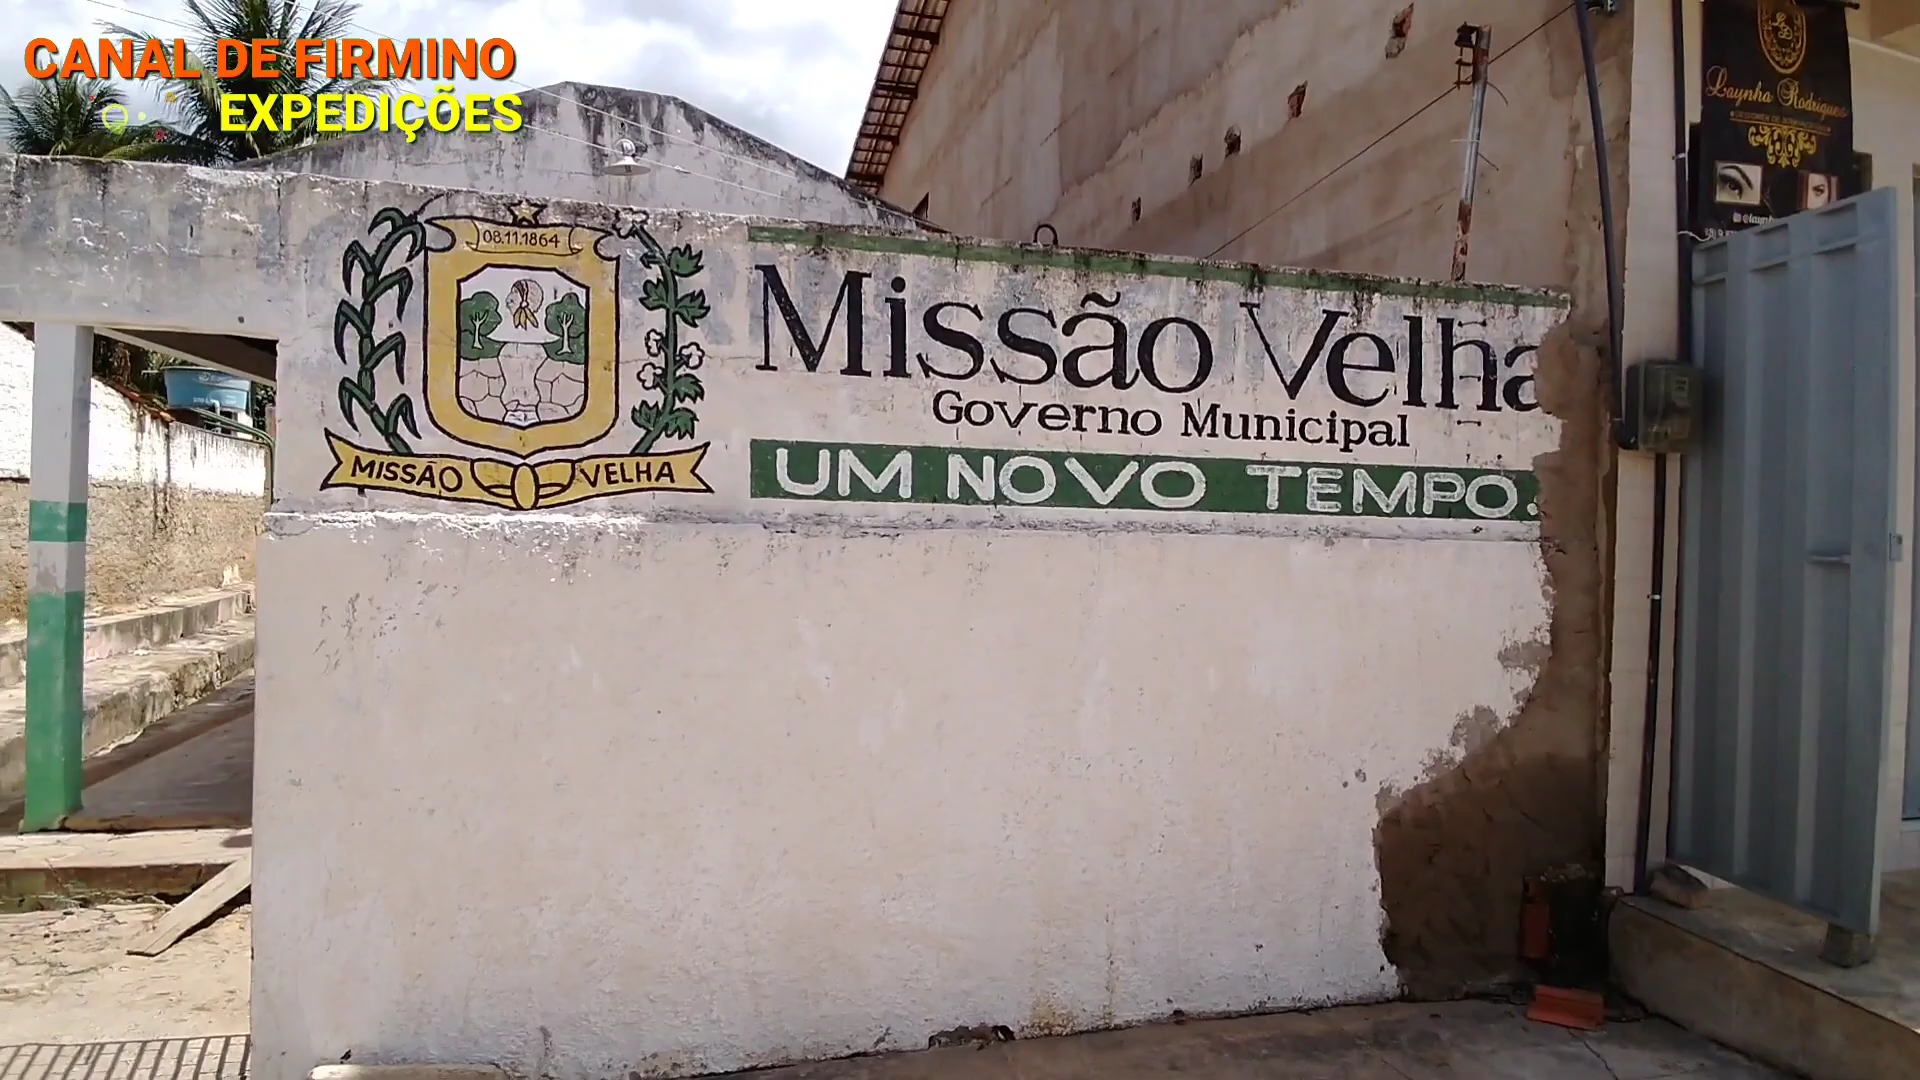 CANAL DE FIRMINO
EXPEDIÇÕES
08.11.1864
MISSÃO VELHA
Missão Velha
Governo Municipal
UM NOVO TEMPO.
Laynha Rodrigues